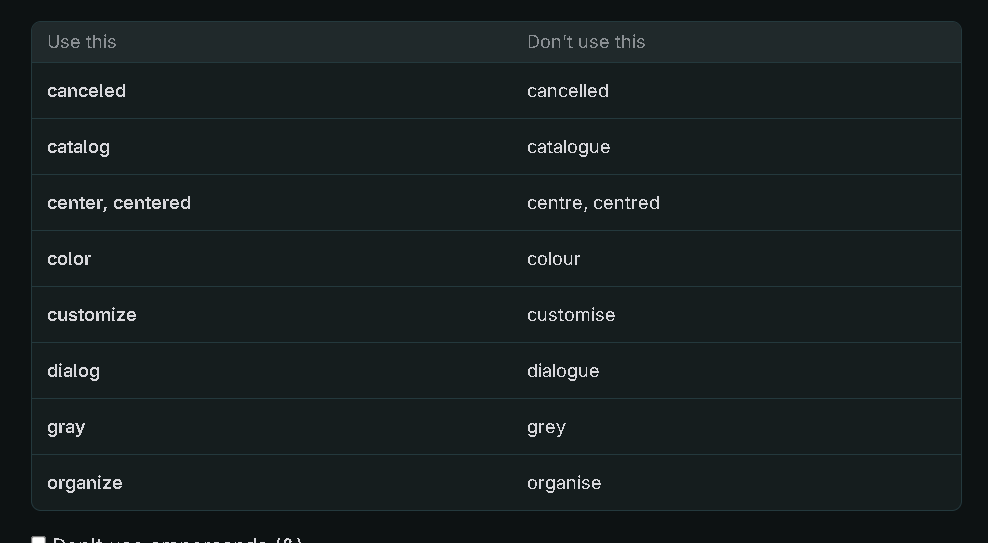 Use this Don't use this
canceled cancelled
catalog catalogue
center, centered centre, centred
color colour
customize customise
dialog dialogue
gray grey
organize organise
Don't use ampersands (&)